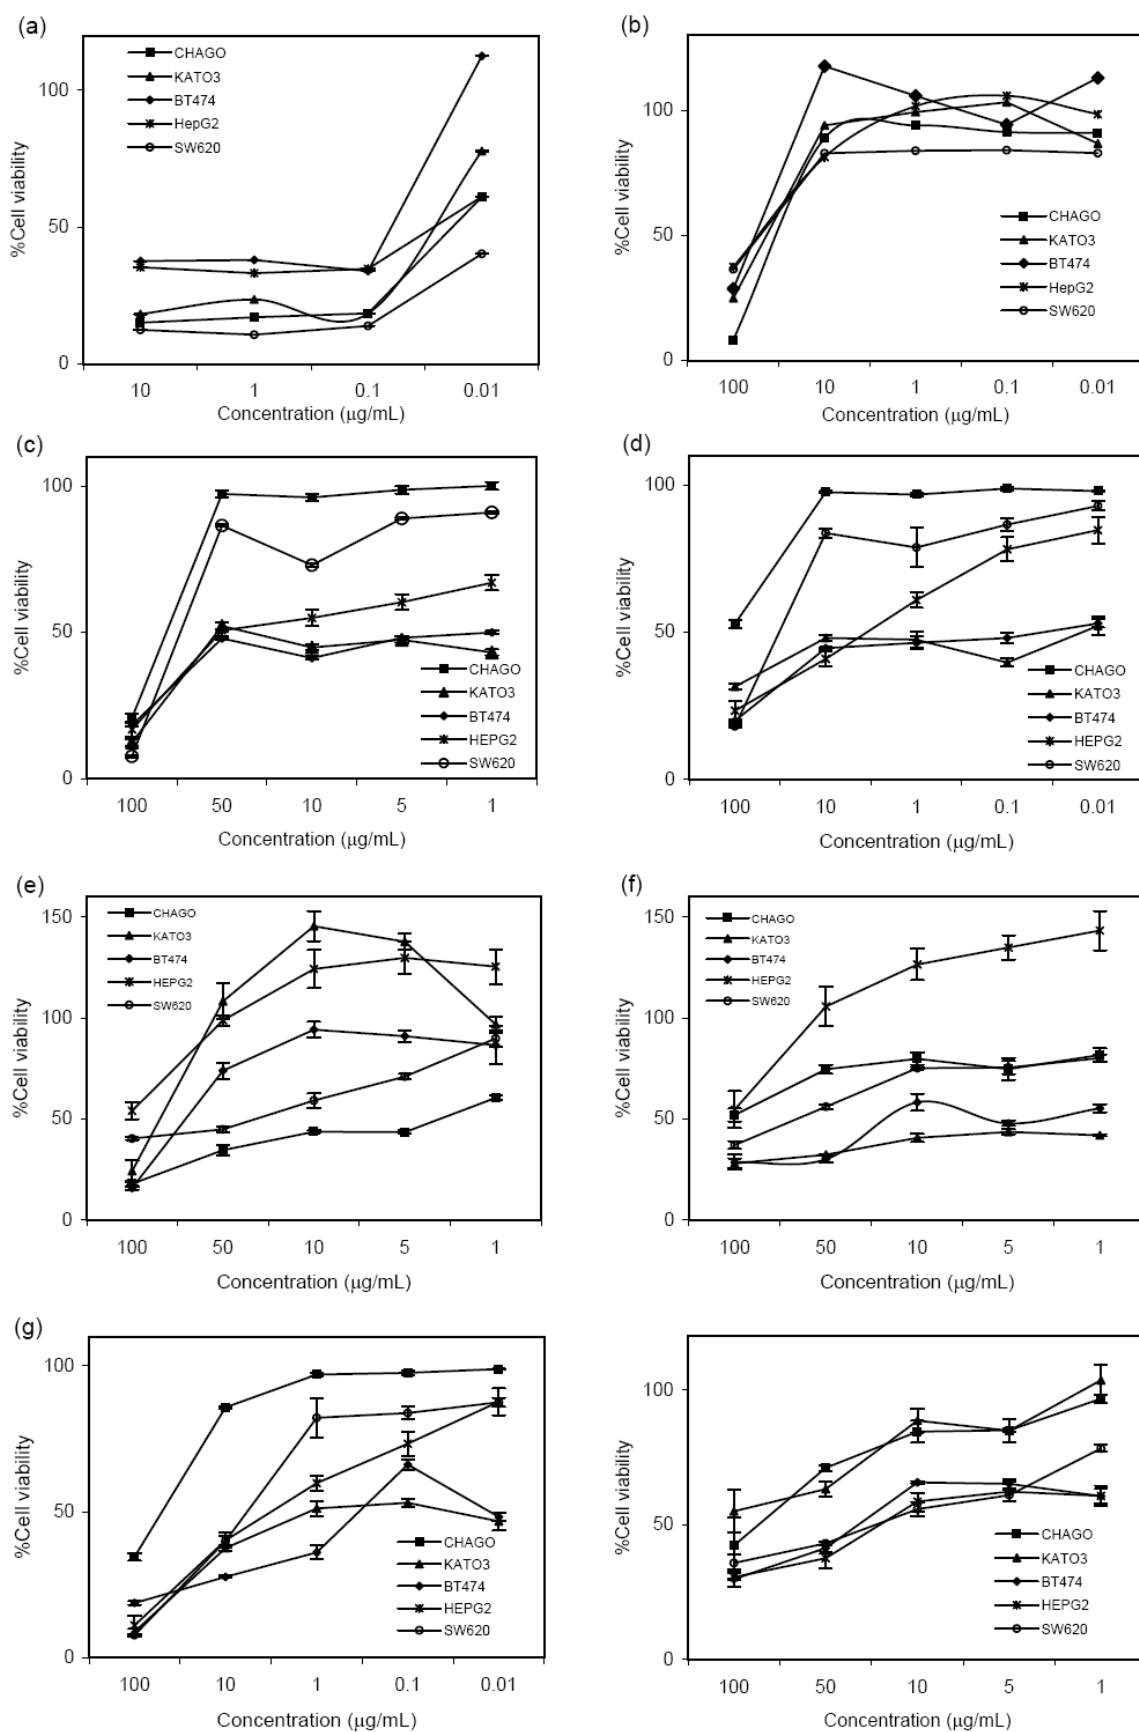 (a)
CHAGO
KATO3
BT474
HepG2
SW620
%Cell viability
100
50
0
10 1 0.1 0.01
Concentration (μg/mL)
(b)
%Cell viability
100
50
0
CHAGO
KATO3
BT474
HepG2
SW620
100 10 1 0.1 0.01
Concentration (μg/mL)
(c)
%Cell viability
100
50
0
CHAGO
KATO3
BT474
HEPG2
SW620
100 50 10 5 1
Concentration (μg/mL)
(d)
%Cell viability
100
50
0
CHAGO
KATO3
BT474
HEPG2
SW620
100 10 1 0.1 0.01
Concentration (μg/mL)
(e)
%Cell viability
150
100
50
0
CHAGO
KATO3
BT474
HEPG2
SW620
100 50 10 5 1
Concentration (μg/mL)
(f)
%Cell viability
150
100
50
0
CHAGO
KATO3
BT474
HEPG2
SW620
100 50 10 5 1
Concentration (μg/mL)
(g)
%Cell viability
100
50
0
CHAGO
KATO3
BT474
HEPG2
SW620
100 10 1 0.1 0.01
Concentration (μg/mL)
%Cell viability
100
50
0
CHAGO
KATO3
BT474
HEPG2
SW620
100 50 10 5 1
Concentration (μg/mL)